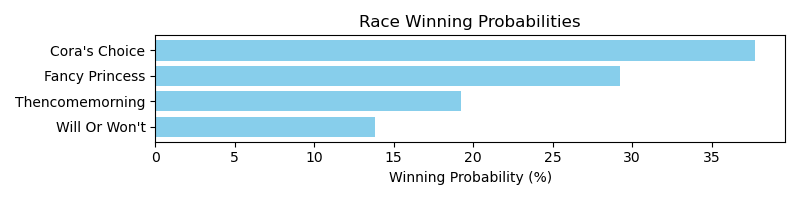 Race Winning Probabilities
Cora's Choice
Fancy Princess
Thencomemorning
Will Or Won't
0 5 10 15 20 25 30 35
Winning Probability (%)